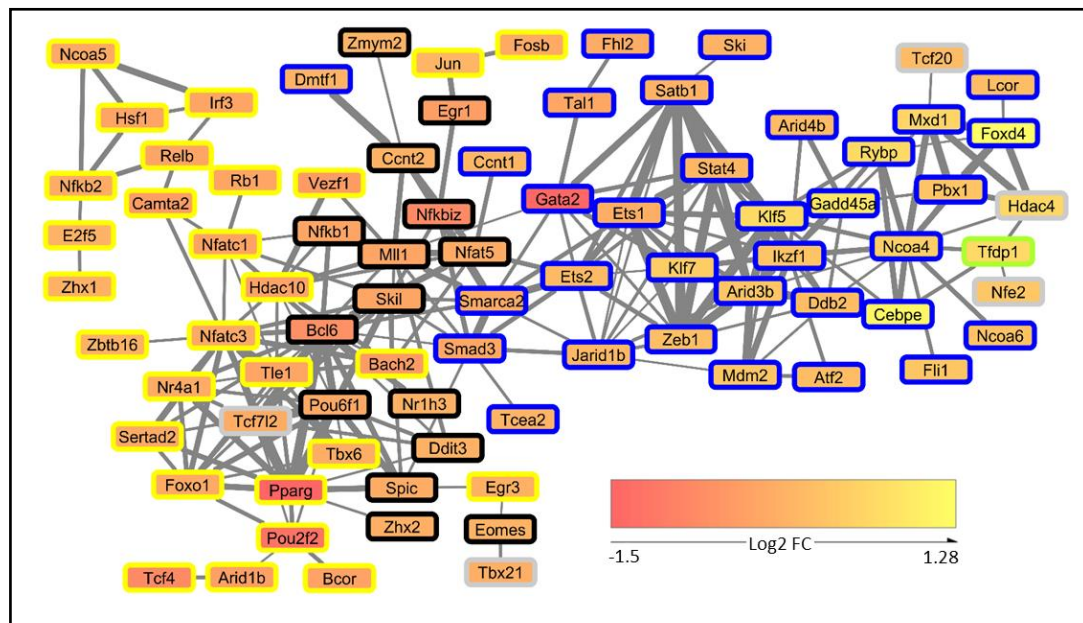 Ncoa5
Zmym2
Jun
Fosb
Fhl2
Ski
Tcf20
Dmtf1
Lcor
Hsf1
Irf3
Egr1
Tal1
Satb1
Mxd1
Arid4b
Foxd4
Relb
Ccnt2
Ccnt1
Stat4
Rybp
Nfkb2
Rb1
Vezf1
Pbx1
Camta2
Nfkbiz
Gata2
Ets1
Klf5
Gadd45a
Hdac4
E2f5
Nfatc1
Nfkb1
Mll1
Nfat5
Ikzf1
Ncoa4
Tfdp1
Zhx1
Hdac10
Skil
Smarca2
Ets2
Klf7
Arid3b
Ddb2
Nfe2
Cebpe
Zbtb16
Nfatc3
Bcl6
Smad3
Jarid1b
Zeb1
Ncoa6
Tle1
Bach2
Mdm2
Atf2
Fli1
Nr4a1
Tcf7l2
Pou6f1
Nr1h3
Tcea2
Sertad2
Tbx6
Ddit3
Foxo1
Pparg
Spic
Egr3
Zhx2
Eomes
Pou2f2
Tcf4
Arid1b
Bcor
Tbx21
-1.5
Log2 FC
1.28